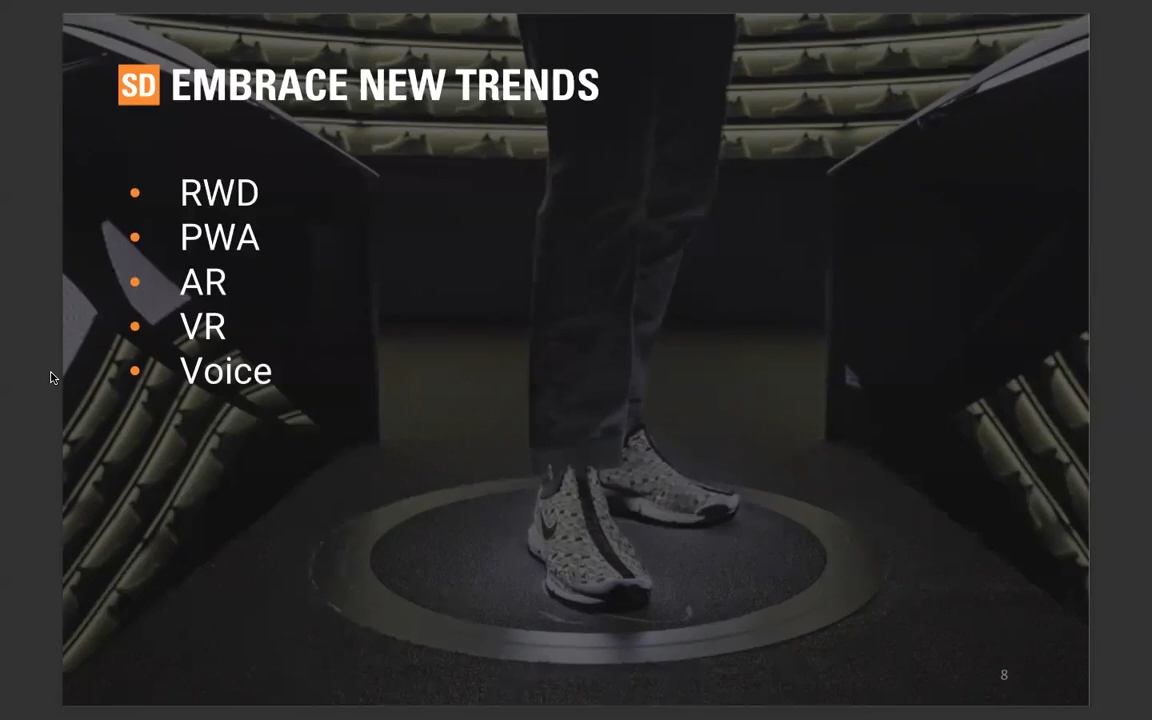 SD EMBRACE NEW TRENDS
• RWD
• PWA
• AR
• VR
• Voice
8